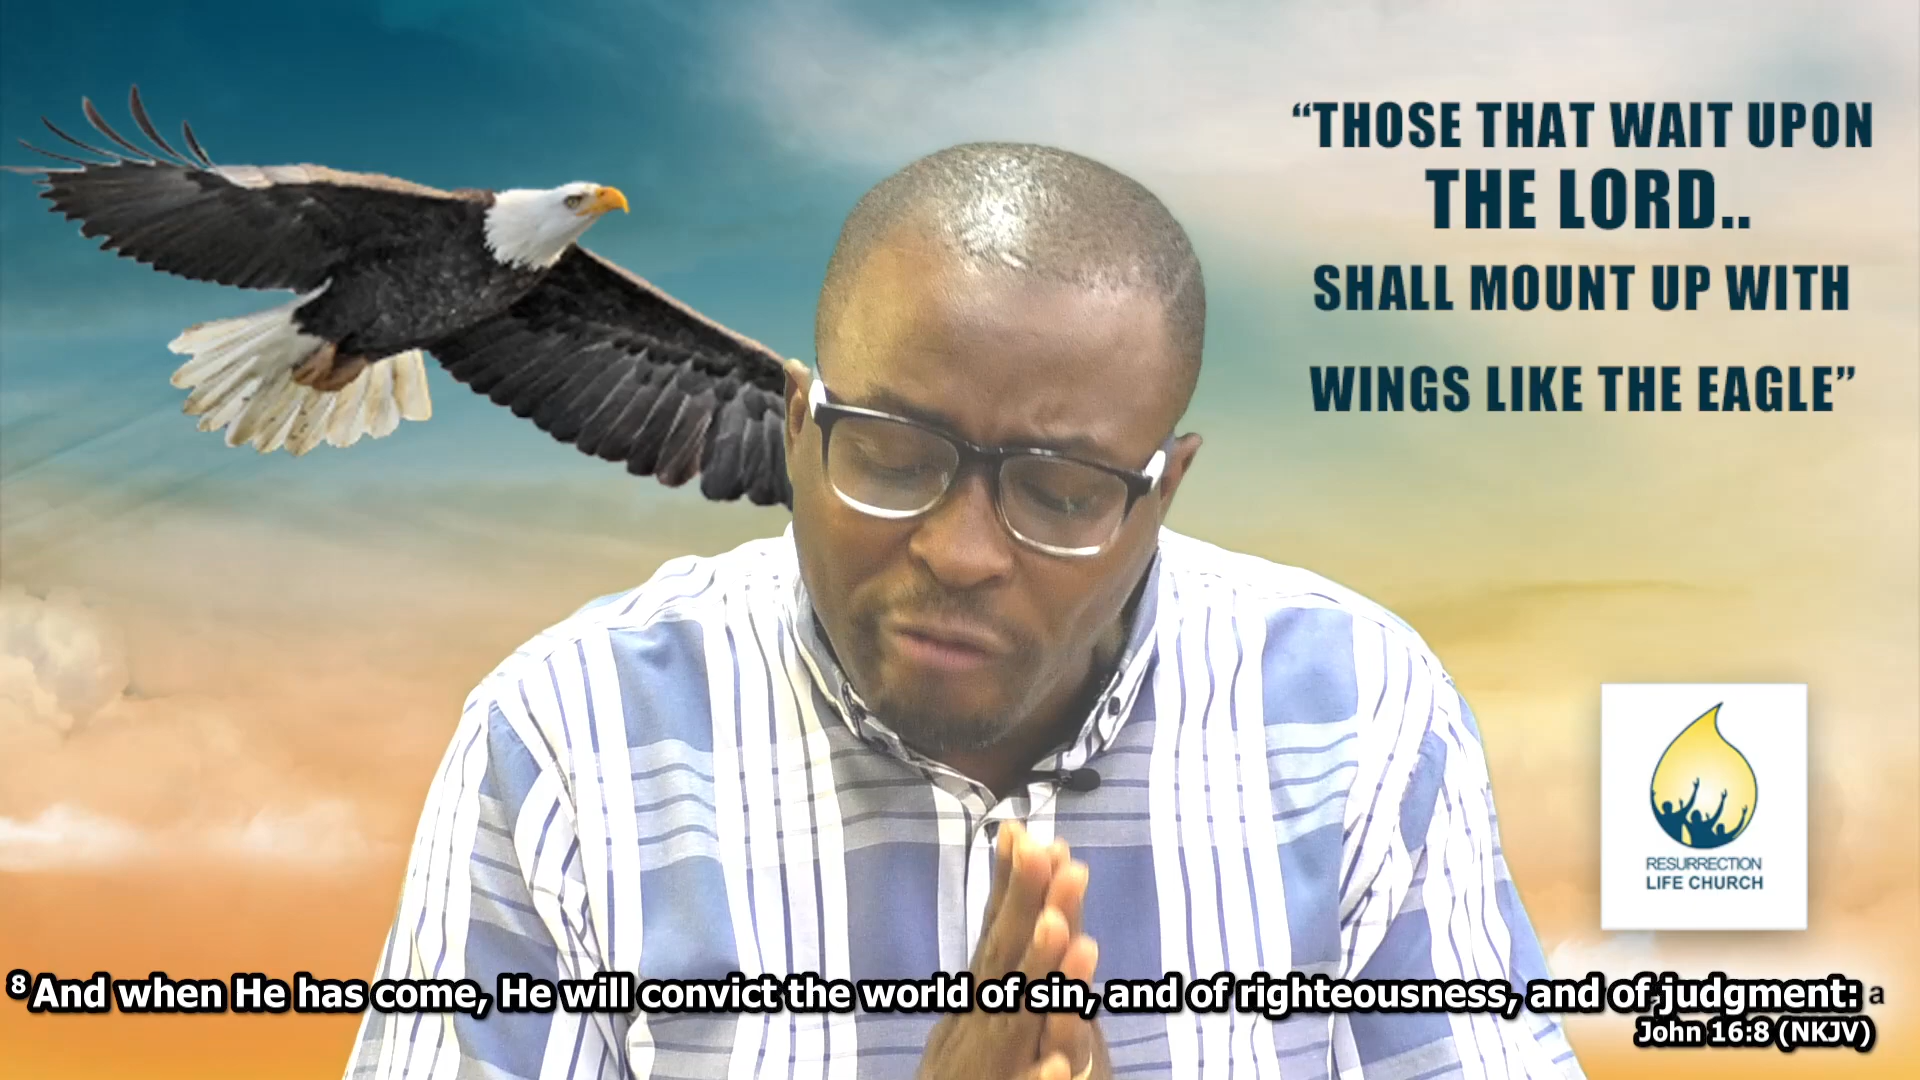 “THOSE THAT WAIT UPON
THE LORD..
SHALL MOUNT UP WITH
WINGS LIKE THE EAGLE”
RESURRECTION
LIFE CHURCH
8 And when He has come, He will convict the world of sin, and of righteousness, and of judgment: a
John 16:8 (NKJV)